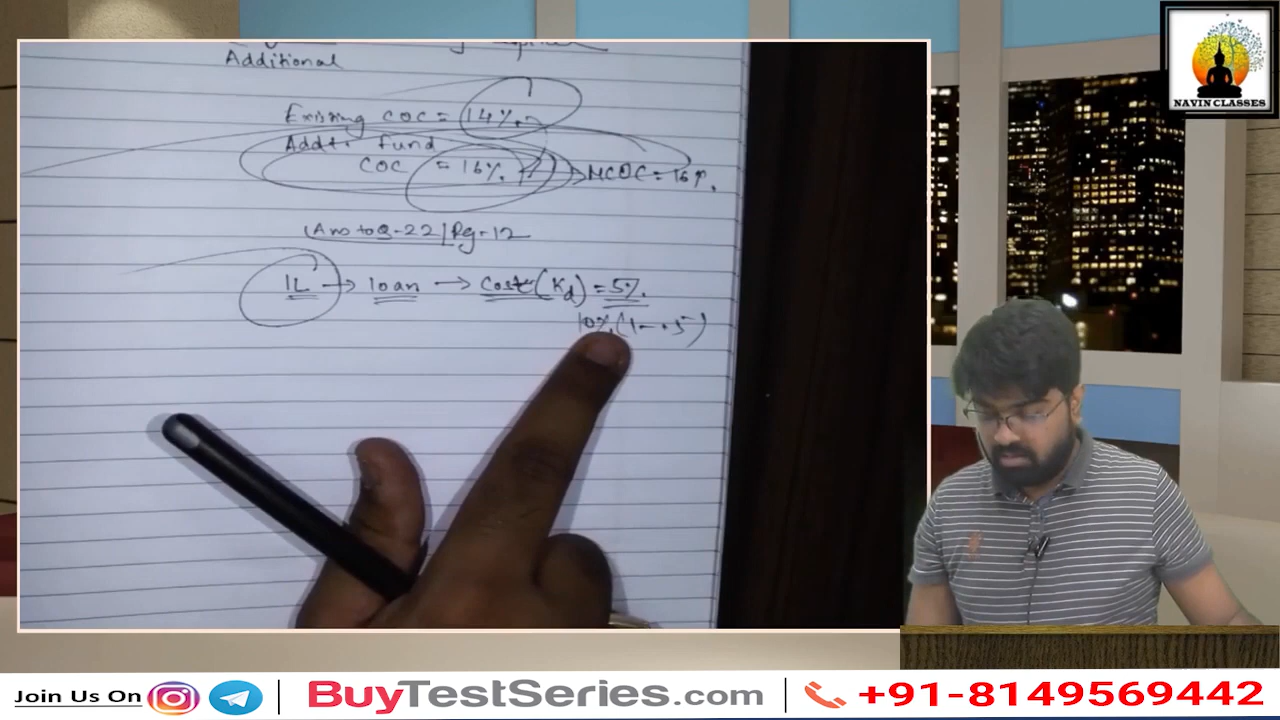 Additional
Existing COC = 14%.
Addtn. Fund
COC = 16% → MCOC = 16%.
Ans to Q-22 | Pg-12
1L → loan → Cost (Kd) = 5%.
10% (1 - .5)
NAVIN CLASSES
Join Us On BuyTestSeries.com +91-8149569442